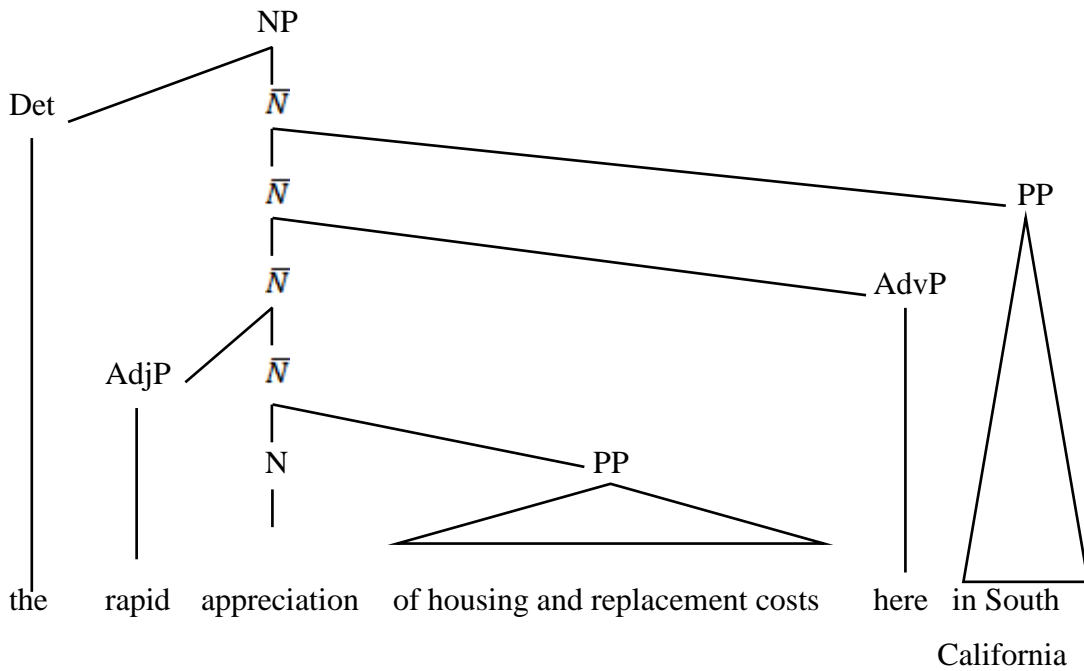 NP
Det
N̅
N̅
PP
N̅
AdvP
AdjP
N̅
N
PP
the rapid appreciation of housing and replacement costs here in South
California